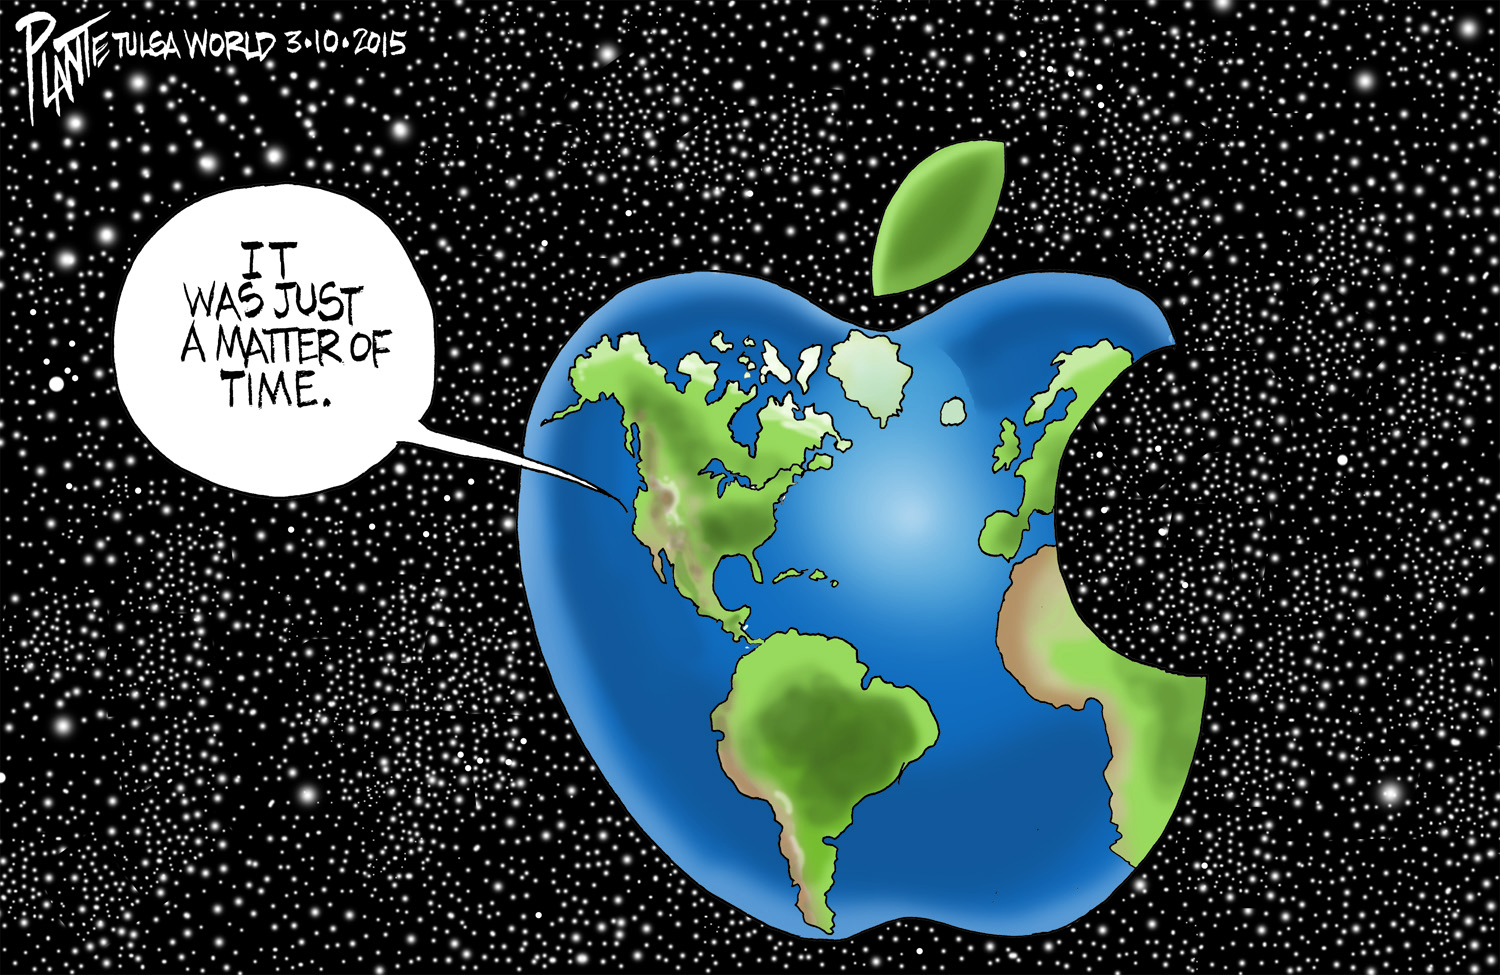 PLANTE TULSA WORLD 3•10•2015
IT
WAS JUST
A MATTER OF
TIME.